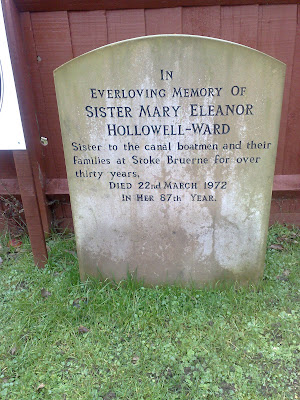 In
Everloving Memory Of
Sister Mary Eleanor
Hollowell-Ward
Sister to the canal boatmen and their
families at Stoke Bruerne for over
thirty years.
Died 22nd March 1972
In Her 87th Year.